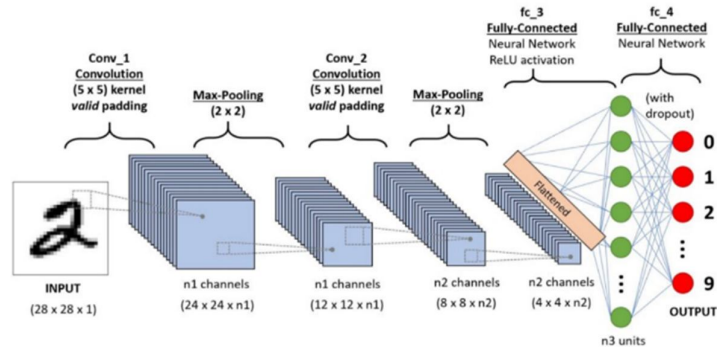 Conv_1
Convolution
(5 x 5) kernel
valid padding
Max-Pooling
(2 x 2)
Conv_2
Convolution
(5 x 5) kernel
valid padding
Max-Pooling
(2 x 2)
fc_3
Fully-Connected
Neural Network
ReLU activation
fc_4
Fully-Connected
Neural Network
(with
dropout)
2
INPUT
(28 x 28 x 1)
n1 channels
(24 x 24 x n1)
n1 channels
(12 x 12 x n1)
n2 channels
(8 x 8 x n2)
n2 channels
(4 x 4 x n2)
Flattened
n3 units
0
1
2
9
OUTPUT